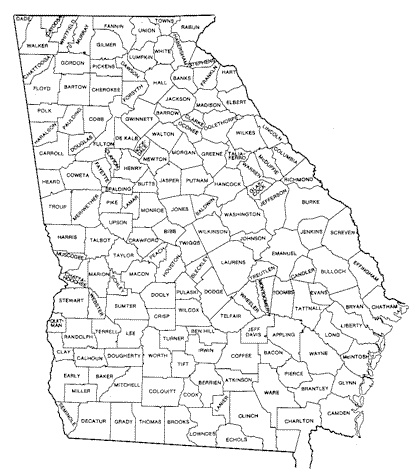 DADE
CATOOSA
WHITFIELD
MURRAY
FANNIN
UNION
TOWNS
RABUN
WALKER
GILMER
LUMPKIN
WHITE
HABERSHAM
STEPHENS
CHATTOOGA
GORDON
PICKENS
DAWSON
HALL
BANKS
FRANKLIN
HART
FLOYD
BARTOW
CHEROKEE
FORSYTH
JACKSON
MADISON
ELBERT
POLK
PAULDING
COBB
GWINNETT
BARROW
CLARKE
OCONEE
OGLETHORPE
WILKES
LINCOLN
HARALSON
DOUGLAS
FULTON
DE KALB
WALTON
MORGAN
GREENE
TALIA-
FERRO
COLUMBIA
McDUFFIE
WARREN
CARROLL
CLAYTON
FAYETTE
HENRY
NEWTON
RICHMOND
HEARD
COWETA
SPALDING
BUTTS
JASPER
PUTNAM
HANCOCK
JEFFERSON
BURKE
TROUP
MERIWETHER
PIKE
LAMAR
MONROE
JONES
BALDWIN
WASHINGTON
UPSON
HARRIS
TALBOT
CRAWFORD
BIBB
TWIGGS
WILKINSON
JOHNSON
JENKINS
SCREVEN
MUSCOGEE
TAYLOR
PEACH
HOUSTON
BLECKLEY
LAURENS
EMANUEL
MARION
MACON
TREUTLEN
CANDLER
BULLOCH
EFFINGHAM
STEWART
WEBSTER
SUMTER
DOOLY
PULASKI
DODGE
WHEELER
MONTGOMERY
TOOMBS
EVANS
TATTNALL
BRYAN
CHATHAM
QUIT-
MAN
RANDOLPH
TERRELL
LEE
CRISP
WILCOX
TELFAIR
JEFF
DAVIS
APPLING
LONG
LIBERTY
CLAY
CALHOUN
DOUGHERTY
WORTH
TURNER
BEN HILL
IRWIN
COFFEE
BACON
WAYNE
McINTOSH
EARLY
BAKER
MITCHELL
TIFT
BERRIEN
ATKINSON
PIERCE
BRANTLEY
GLYNN
MILLER
COLQUITT
COOK
LANIER
WARE
SEMINOLE
DECATUR
GRADY
THOMAS
BROOKS
LOWNDES
CLINCH
ECHOLS
CHARLTON
CAMDEN